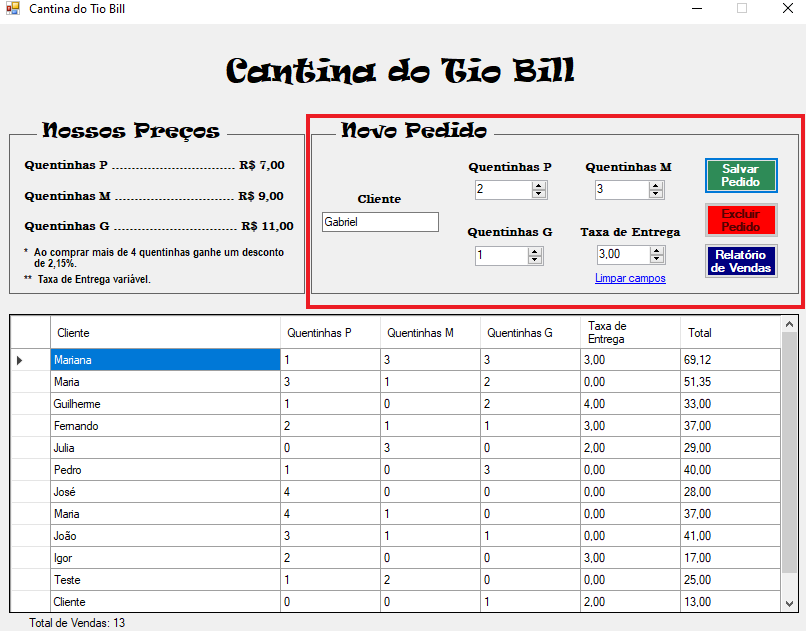 Cantina do Tio Bill
Cantina do Tio Bill
Nossos Preços
Quentinhas P ................................ R$ 7,00
Quentinhas M ............................... R$ 9,00
Quentinhas G ................................ R$ 11,00
* Ao comprar mais de 4 quentinhas ganhe um desconto
de 2,15%.
** Taxa de Entrega variável.
Novo Pedido
Cliente
Gabriel
Quentinhas P
2
Quentinhas M
3
Quentinhas G
1
Taxa de Entrega
3,00
Limpar campos
Salvar
Pedido
Excluir
Pedido
Relatório
de Vendas
Cliente Quentinhas P Quentinhas M Quentinhas G Taxa de Entrega Total
Mariana 1 3 3 3,00 69,12
Maria 3 1 2 0,00 51,35
Guilherme 1 0 2 4,00 33,00
Fernando 2 1 1 3,00 37,00
Julia 0 3 0 2,00 29,00
Pedro 1 0 3 0,00 40,00
José 4 0 0 0,00 28,00
Maria 4 1 0 0,00 37,00
João 3 1 1 0,00 41,00
Igor 2 0 0 3,00 17,00
Teste 1 2 0 0,00 25,00
Cliente 0 0 1 2,00 13,00
Total de Vendas: 13